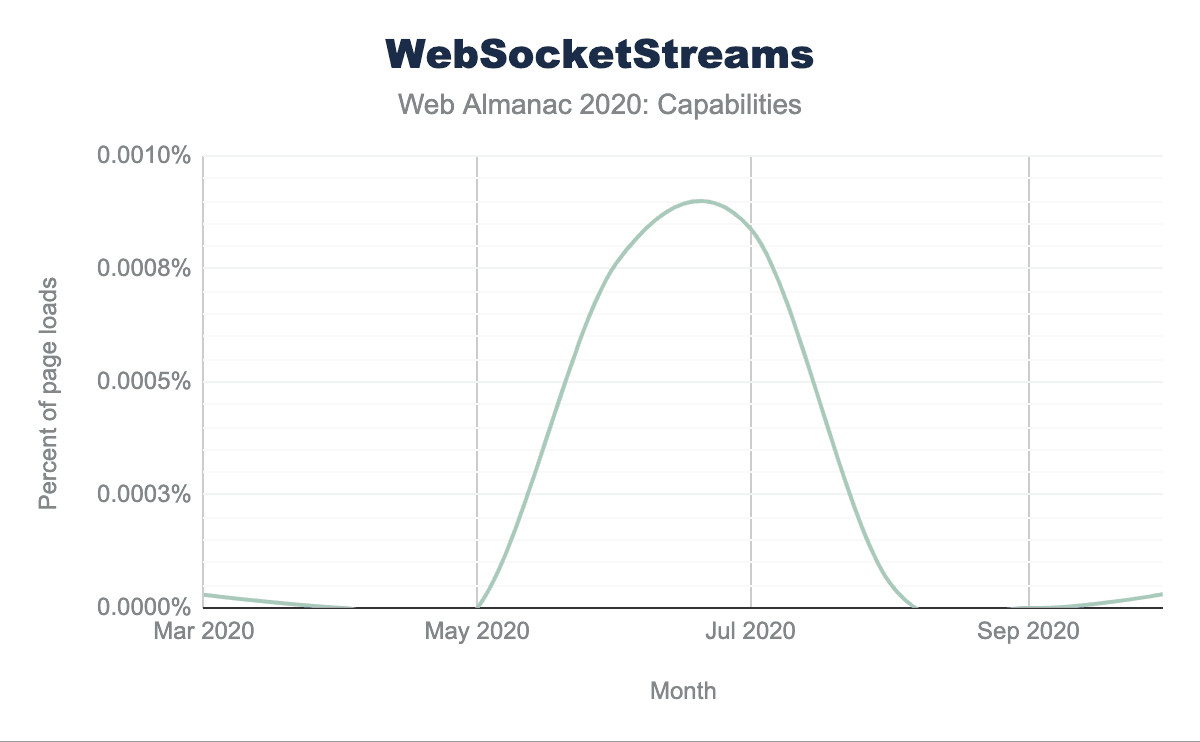 WebSocketStreams
Web Almanac 2020: Capabilities
0.0010%
0.0008%
0.0005%
0.0003%
0.0000%
Percent of page loads
Mar 2020 May 2020 Jul 2020 Sep 2020
Month